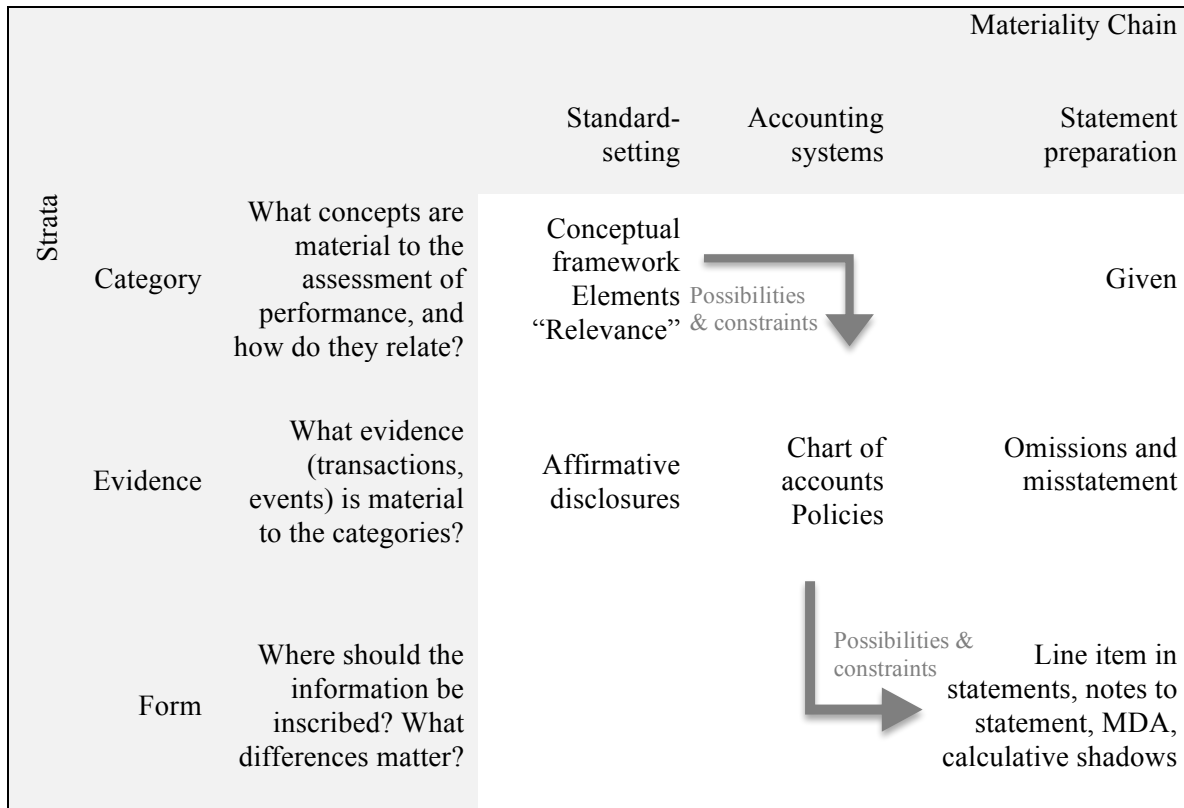 Materiality Chain
Standard-
setting
Accounting
systems
Statement
preparation
Strata
Category
What concepts are
material to the
assessment of
performance, and
how do they relate?
Conceptual
framework
Elements
“Relevance”
Possibilities
& constraints
Given
Evidence
What evidence
(transactions,
events) is material
to the categories?
Affirmative
disclosures
Chart of
accounts
Policies
Omissions and
misstatement
Form
Where should the
information be
inscribed? What
differences matter?
Possibilities &
constraints
Line item in
statements, notes to
statement, MDA,
calculative shadows